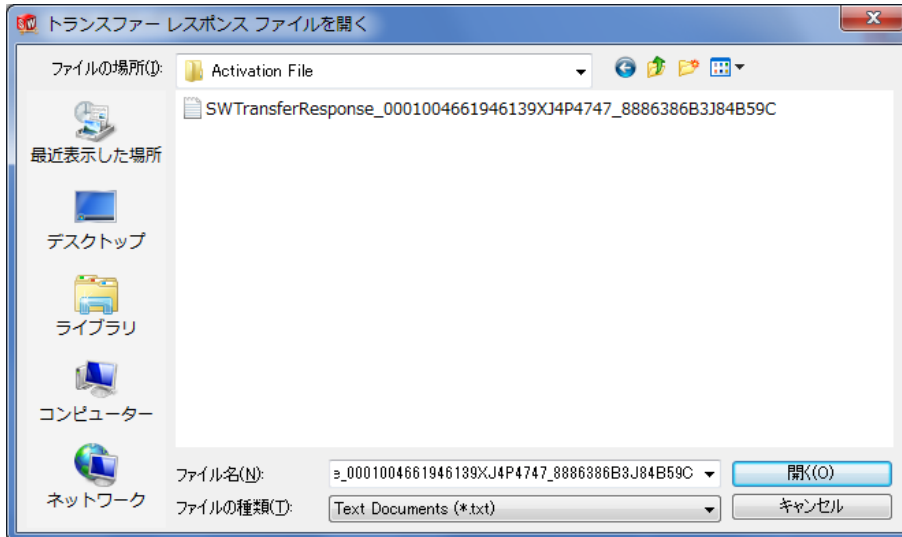 トランスファー レスポンス ファイルを開く
ファイルの場所(I):
Activation File
SWTransferResponse_0001004661946139XJ4P4747_8886386B3J84B59C
最近表示した場所
デスクトップ
ライブラリ
コンピューター
ネットワーク
ファイル名(N):
e_0001004661946139XJ4P4747_8886386B3J84B59C
開く(O)
ファイルの種類(T):
Text Documents (*.txt)
キャンセル